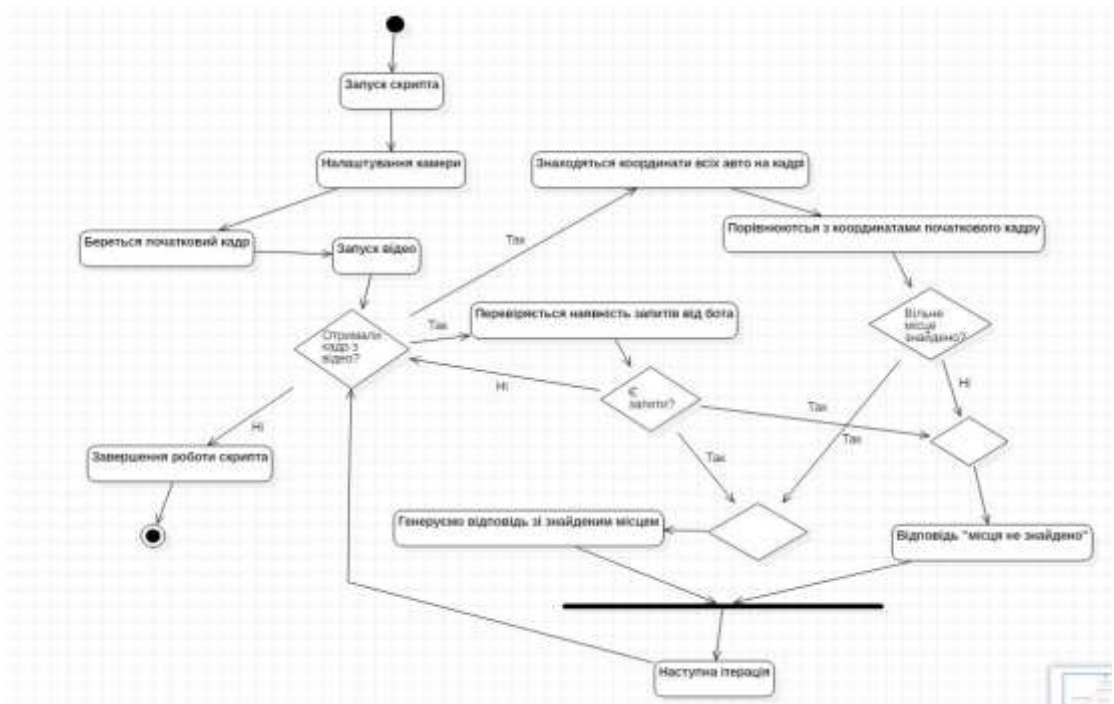 Запуск скрипта
Налаштування камери
Знаходяться координати всіх авто на кадрі
Береться початковий кадр
Запуск відео
Так
Порівнюються з координатами початкового кадру
Отримали
кадр з
відео?
Так
Перевіряється наявність запитів від бота
Вільне
місце
знайдено?
Ні
Є
запити?
Ні
Так
Так
Так
Ні
Завершення роботи скрипта
Генеруємо відповідь зі знайденим місцем
Відповідь "місця не знайдено"
Наступна ітерація